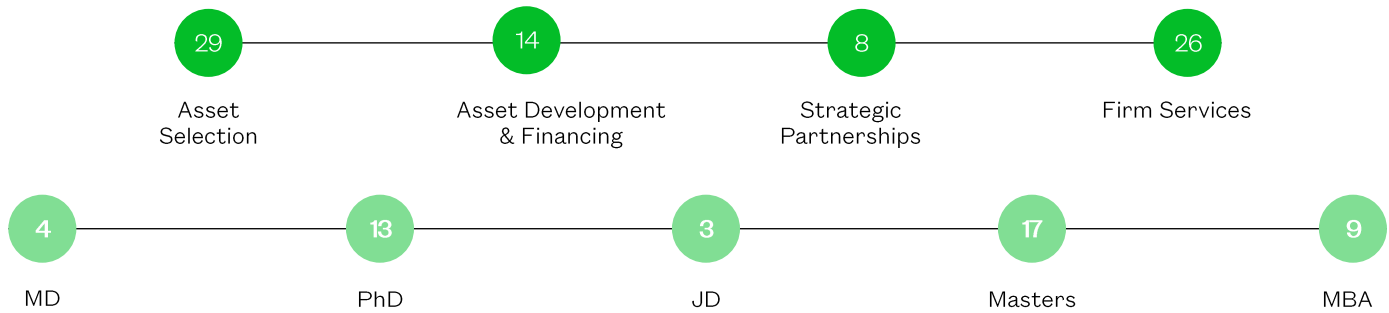 29
14
8
26
Asset
Selection
Asset Development
& Financing
Strategic
Partnerships
Firm Services
4
13
3
17
9
MD
PhD
JD
Masters
MBA